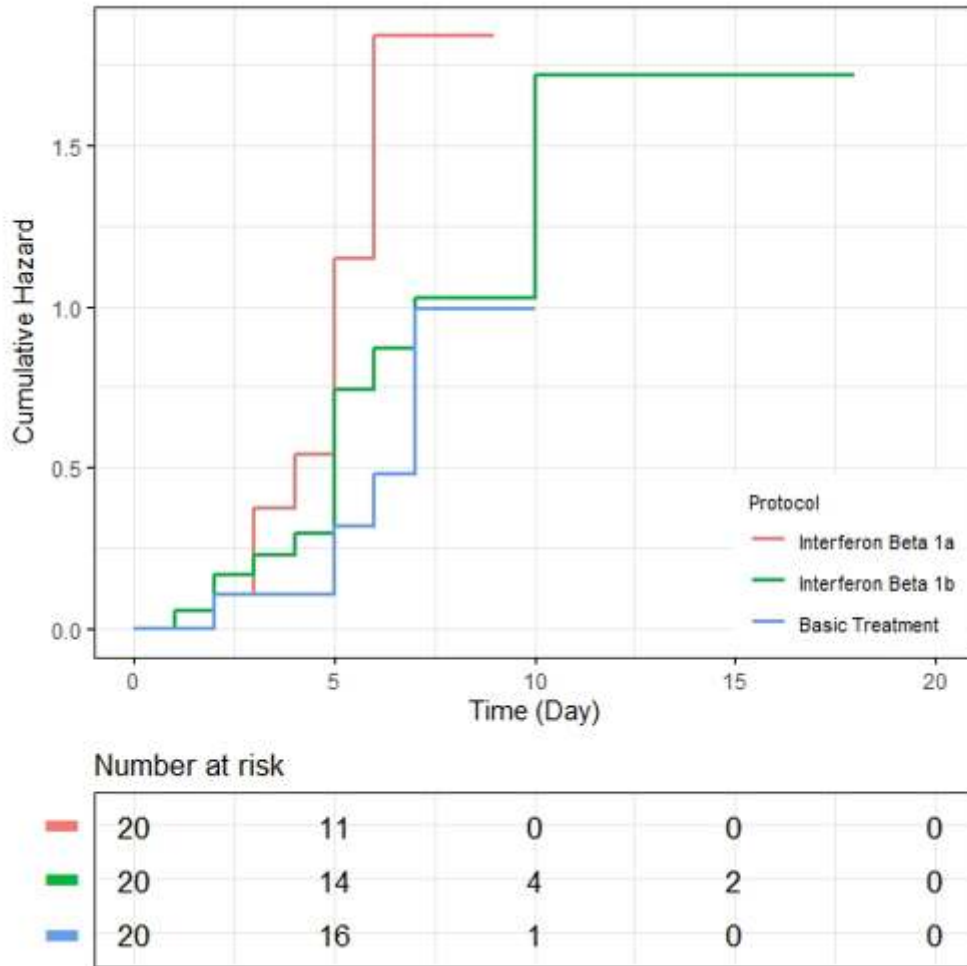 Cumulative Hazard
1.5
1.0
0.5
0.0
Protocol
Interferon Beta 1a
Interferon Beta 1b
Basic Treatment
0 5 10 15 20
Time (Day)
Number at risk
20 11 0 0 0
20 14 4 2 0
20 16 1 0 0